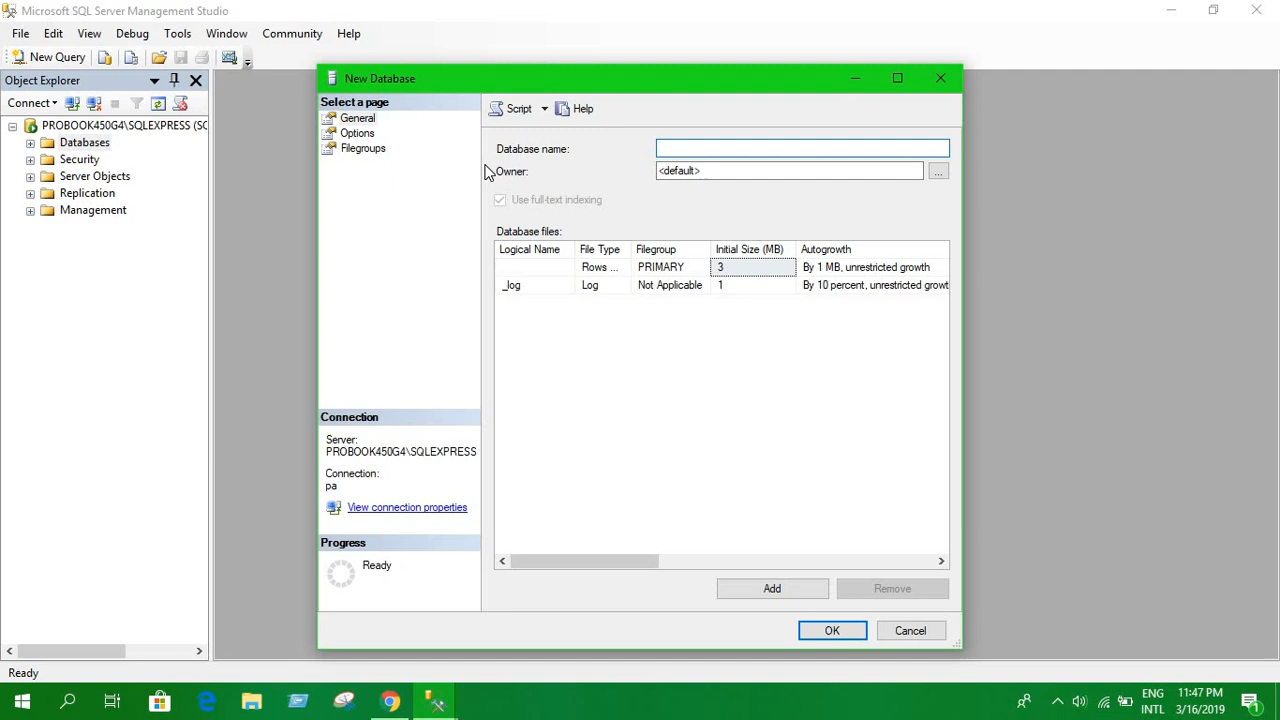 Microsoft SQL Server Management Studio
File Edit View Debug Tools Window Community Help
New Query
Object Explorer
Connect
PROBOOK450G4\SQLEXPRESS (SC
Databases
Security
Server Objects
Replication
Management
New Database
Select a page
General
Options
Filegroups
Script Help
Database name:
Owner: <default> ...
Use full-text indexing
Database files:
Logical Name File Type Filegroup Initial Size (MB) Autogrowth
Rows ... PRIMARY 3 By 1 MB, unrestricted growth
_log Log Not Applicable 1 By 10 percent, unrestricted growt
Connection
Server:
PROBOOK450G4\SQLEXPRESS
Connection:
pa
View connection properties
Progress
Ready
Add Remove
OK Cancel
Ready
ENG 11:47 PM
INTL 3/16/2019
1